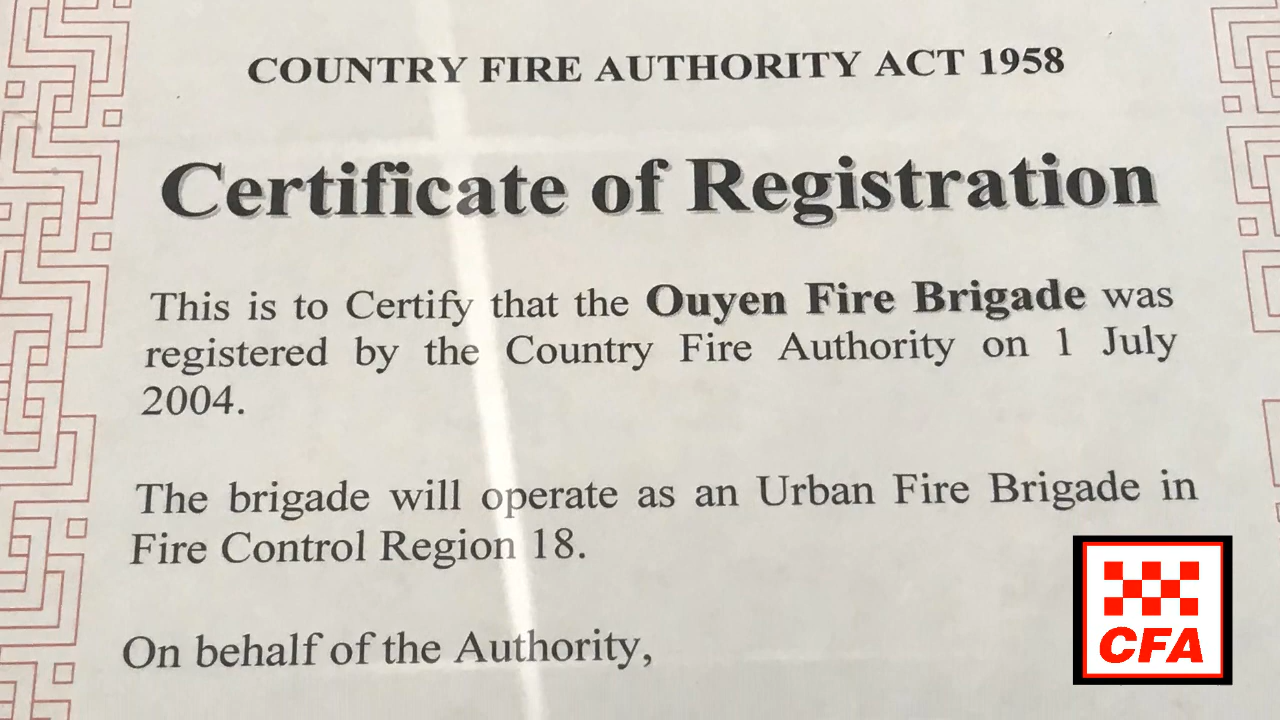 COUNTRY FIRE AUTHORITY ACT 1958
Certificate of Registration
This is to Certify that the Ouyen Fire Brigade was
registered by the Country Fire Authority on 1 July
2004.
The brigade will operate as an Urban Fire Brigade in
Fire Control Region 18.
On behalf of the Authority,
CFA